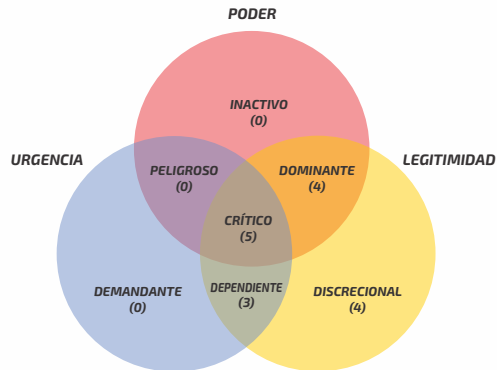 PODER
INACTIVO
(0)
URGENCIA
LEGITIMIDAD
PELIGROSO
(0)
DOMINANTE
(4)
CRÍTICO
(5)
DEMANDANTE
(0)
DEPENDIENTE
(3)
DISCRECIONAL
(4)